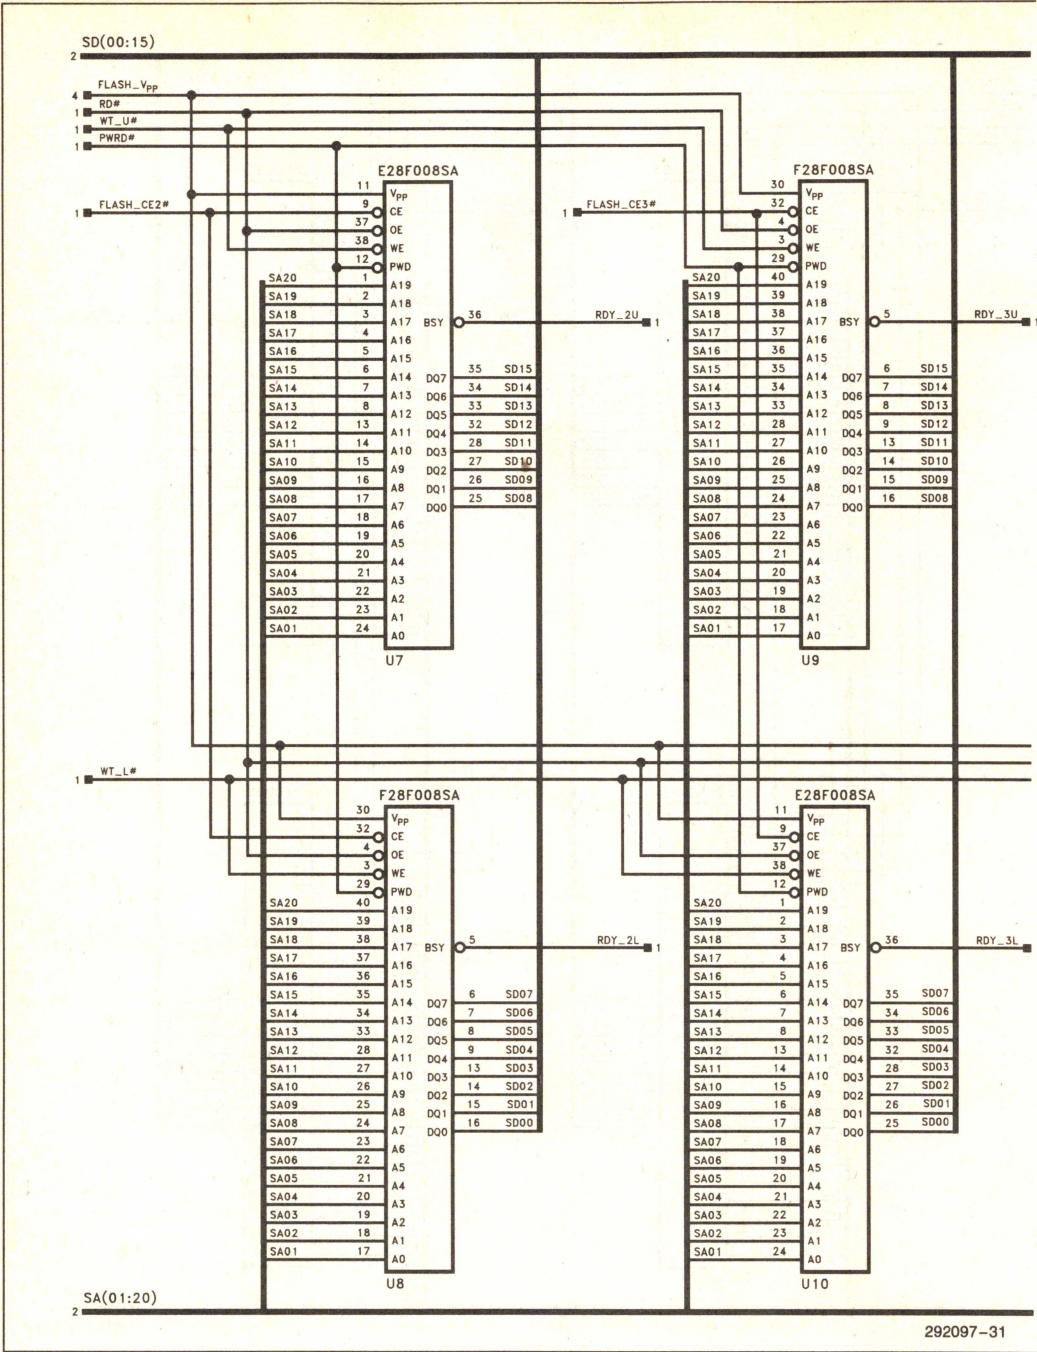 SD(00:15)
2
FLASH_VPP
4
RD#
1
WT_U#
1
PWRD#
1
FLASH_CE2#
1
E28F008SA
11 VPP
9 CE
37 OE
38 WE
12 PWD
SA20 1 A19
SA19 2 A18
SA18 3 A17 BSY 36 RDY_2U 1
SA17 4 A16
SA16 5 A15
SA15 6 A14 DQ7 35 SD15
SA14 7 A13 DQ6 34 SD14
SA13 8 A12 DQ5 33 SD13
SA12 13 A11 DQ4 32 SD12
SA11 14 A10 DQ3 28 SD11
SA10 15 A9 DQ2 27 SD10
SA09 16 A8 DQ1 26 SD09
SA08 17 A7 DQ0 25 SD08
SA07 18 A6
SA06 19 A5
SA05 20 A4
SA04 21 A3
SA03 22 A2
SA02 23 A1
SA01 24 A0
U7
1 FLASH_CE3#
F28F008SA
30 VPP
32 CE
4 OE
3 WE
29 PWD
SA20 40 A19
SA19 39 A18
SA18 38 A17 BSY 5 RDY_3U 1
SA17 37 A16
SA16 36 A15
SA15 35 A14 DQ7 6 SD15
SA14 34 A13 DQ6 7 SD14
SA13 33 A12 DQ5 8 SD13
SA12 28 A11 DQ4 9 SD12
SA11 27 A10 DQ3 13 SD11
SA10 26 A9 DQ2 14 SD10
SA09 25 A8 DQ1 15 SD09
SA08 24 A7 DQ0 16 SD08
SA07 23 A6
SA06 22 A5
SA05 21 A4
SA04 20 A3
SA03 19 A2
SA02 18 A1
SA01 17 A0
U9
1 WT_L#
F28F008SA
30 VPP
32 CE
4 OE
3 WE
29 PWD
SA20 40 A19
SA19 39 A18
SA18 38 A17 BSY 5 RDY_2L 1
SA17 37 A16
SA16 36 A15
SA15 35 A14 DQ7 6 SD07
SA14 34 A13 DQ6 7 SD06
SA13 33 A12 DQ5 8 SD05
SA12 28 A11 DQ4 9 SD04
SA11 27 A10 DQ3 13 SD03
SA10 26 A9 DQ2 14 SD02
SA09 25 A8 DQ1 15 SD01
SA08 24 A7 DQ0 16 SD00
SA07 23 A6
SA06 22 A5
SA05 21 A4
SA04 20 A3
SA03 19 A2
SA02 18 A1
SA01 17 A0
U8
E28F008SA
11 VPP
9 CE
37 OE
38 WE
12 PWD
SA20 1 A19
SA19 2 A18
SA18 3 A17 BSY 36 RDY_3L
SA17 4 A16
SA16 5 A15
SA15 6 A14 DQ7 35 SD07
SA14 7 A13 DQ6 34 SD06
SA13 8 A12 DQ5 33 SD05
SA12 13 A11 DQ4 32 SD04
SA11 14 A10 DQ3 28 SD03
SA10 15 A9 DQ2 27 SD02
SA09 16 A8 DQ1 26 SD01
SA08 17 A7 DQ0 25 SD00
SA07 18 A6
SA06 19 A5
SA05 20 A4
SA04 21 A3
SA03 22 A2
SA02 23 A1
SA01 24 A0
U10
SA(01:20)
2
292097-31